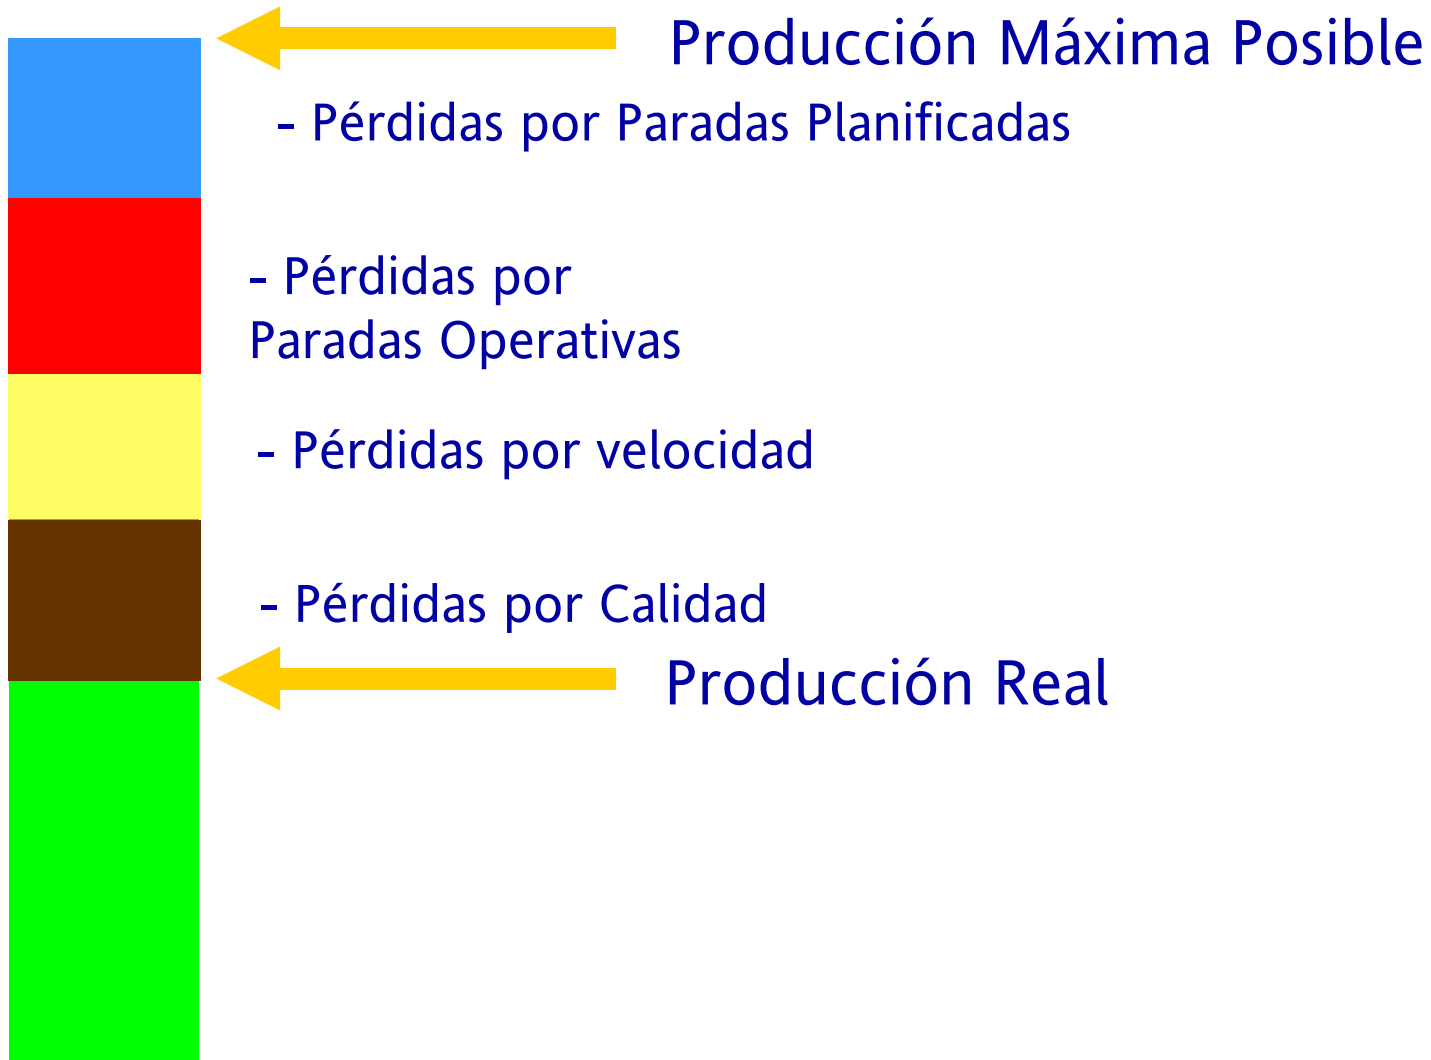 Producción Máxima Posible
- Pérdidas por Paradas Planificadas
- Pérdidas por
Paradas Operativas
- Pérdidas por velocidad
- Pérdidas por Calidad
Producción Real